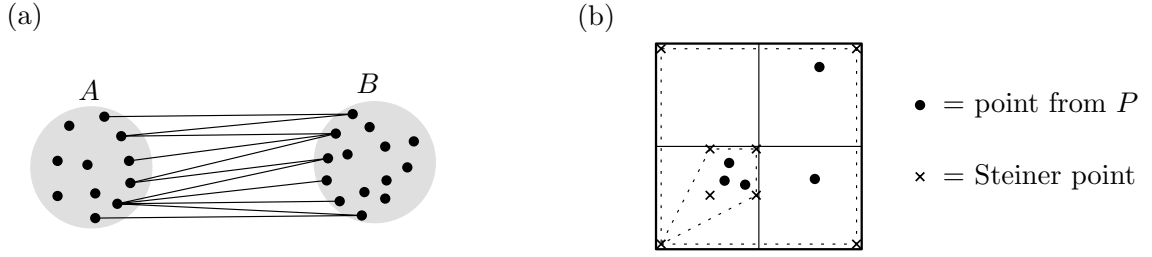 (a)
A
B
(b)
= point from P
= Steiner point